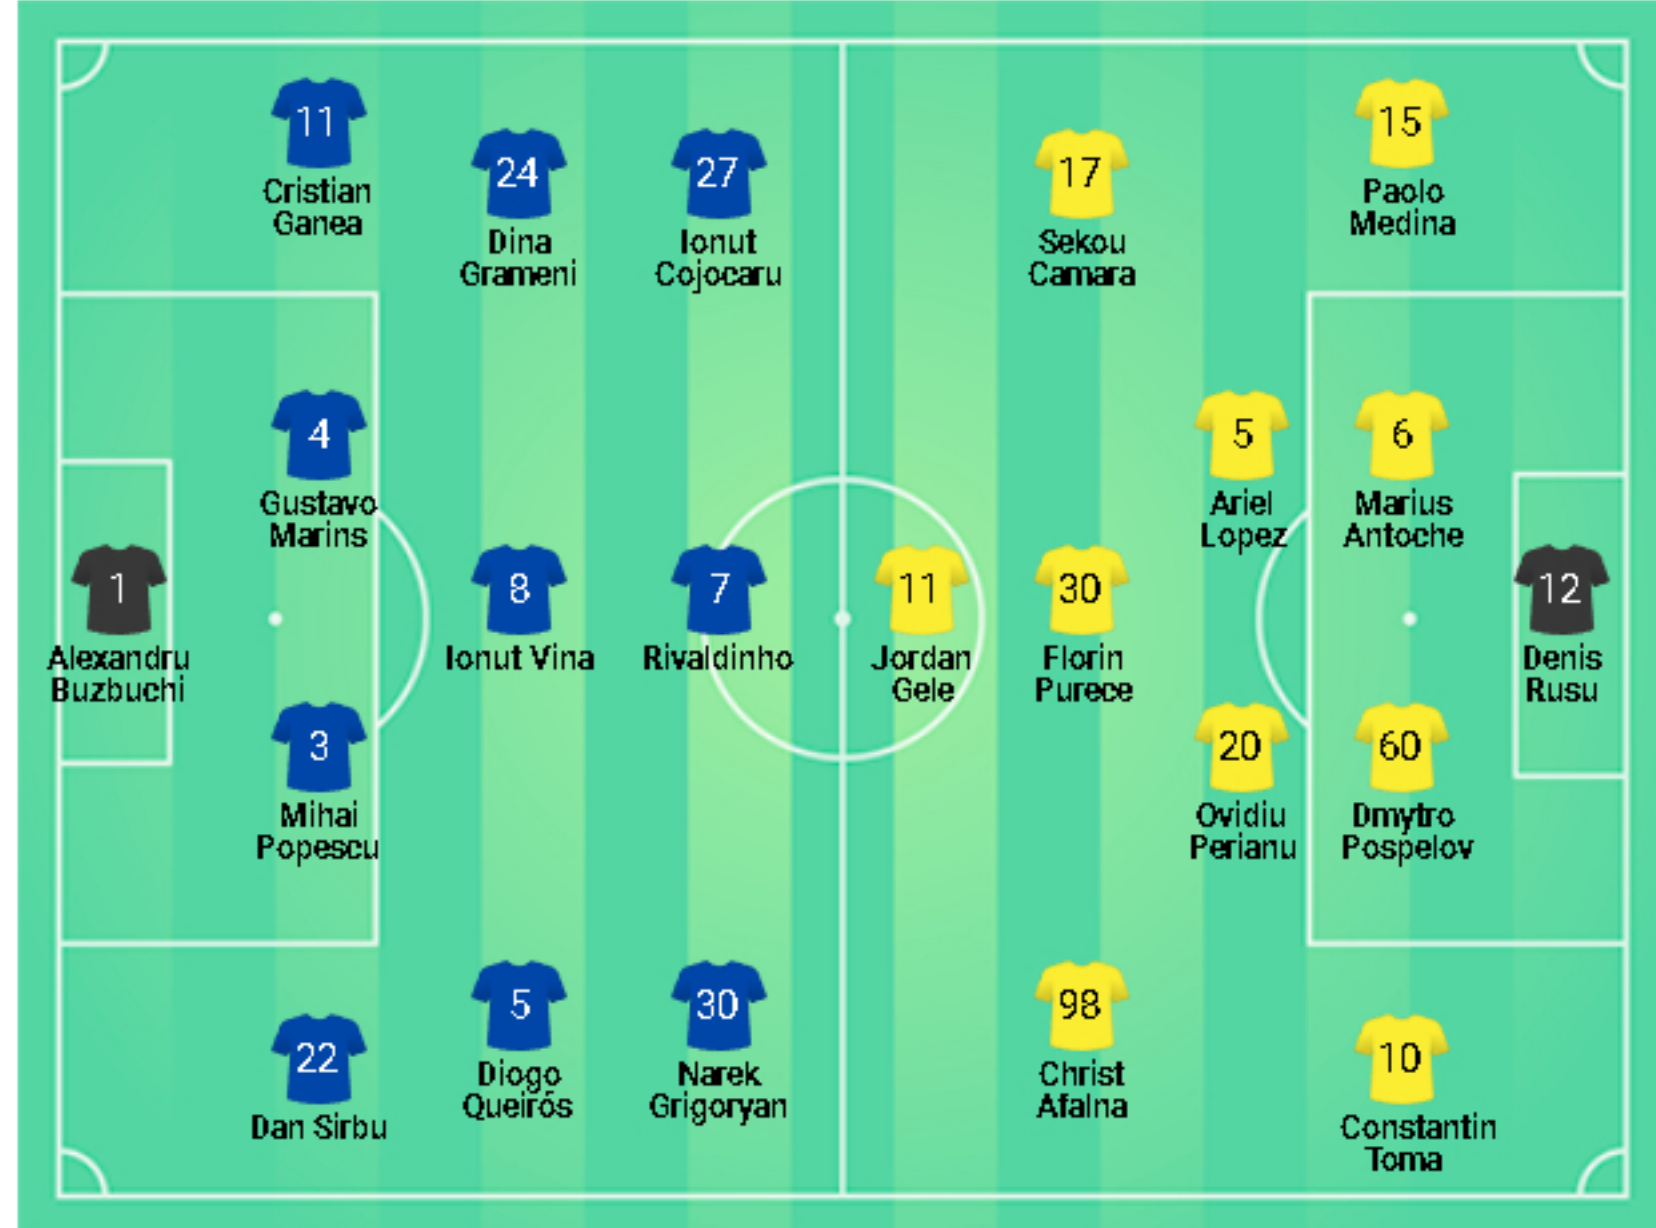 11
Cristian
Ganea
24
Dina
Grameni
27
Ionut
Cojocaru
17
Sekou
Camara
15
Paolo
Medina
4
Gustavo
Marins
5
Ariel
Lopez
6
Marius
Antoche
1
Alexandru
Buzbuchi
8
Ionut Vina
7
Rivaldinho
11
Jordan
Gele
30
Florin
Purece
12
Denis
Rusu
3
Mihai
Popescu
20
Ovidiu
Perianu
60
Dmytro
Pospelov
22
Dan Sirbu
5
Diogo
Queirós
30
Narek
Grigoryan
98
Christ
Afalna
10
Constantin
Toma